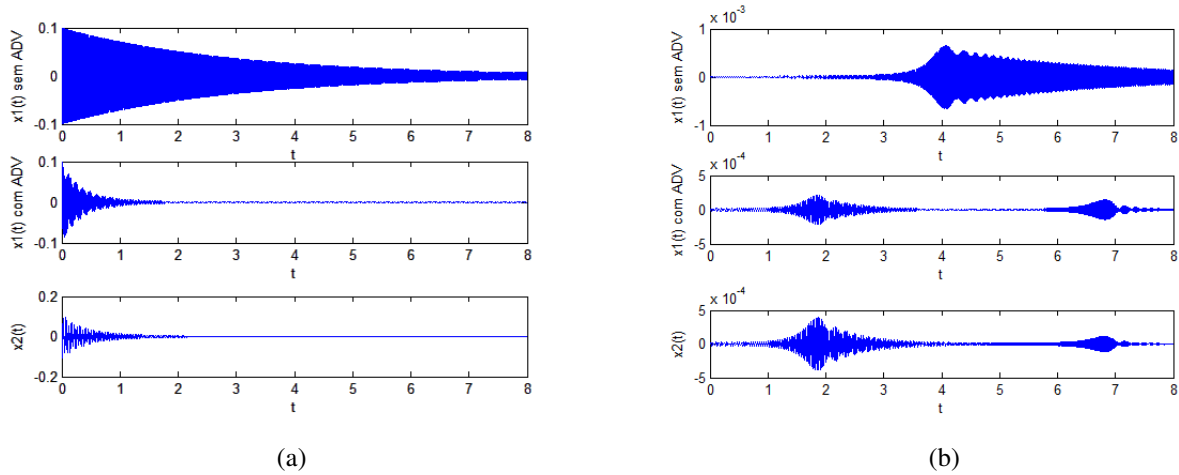 0.1
0
-0.1
0 1 2 3 4 5 6 7 8
t
x1(t) sem ADV
0.1
0
-0.1
0 1 2 3 4 5 6 7 8
t
x1(t) com ADV
0.2
0
-0.2
0 1 2 3 4 5 6 7 8
t
x2(t)
(a)
x 10^-3
1
0
-1
0 1 2 3 4 5 6 7 8
t
x1(t) sem ADV
x 10^-4
5
0
-5
0 1 2 3 4 5 6 7 8
t
x1(t) com ADV
x 10^-4
5
0
-5
0 1 2 3 4 5 6 7 8
t
x2(t)
(b)